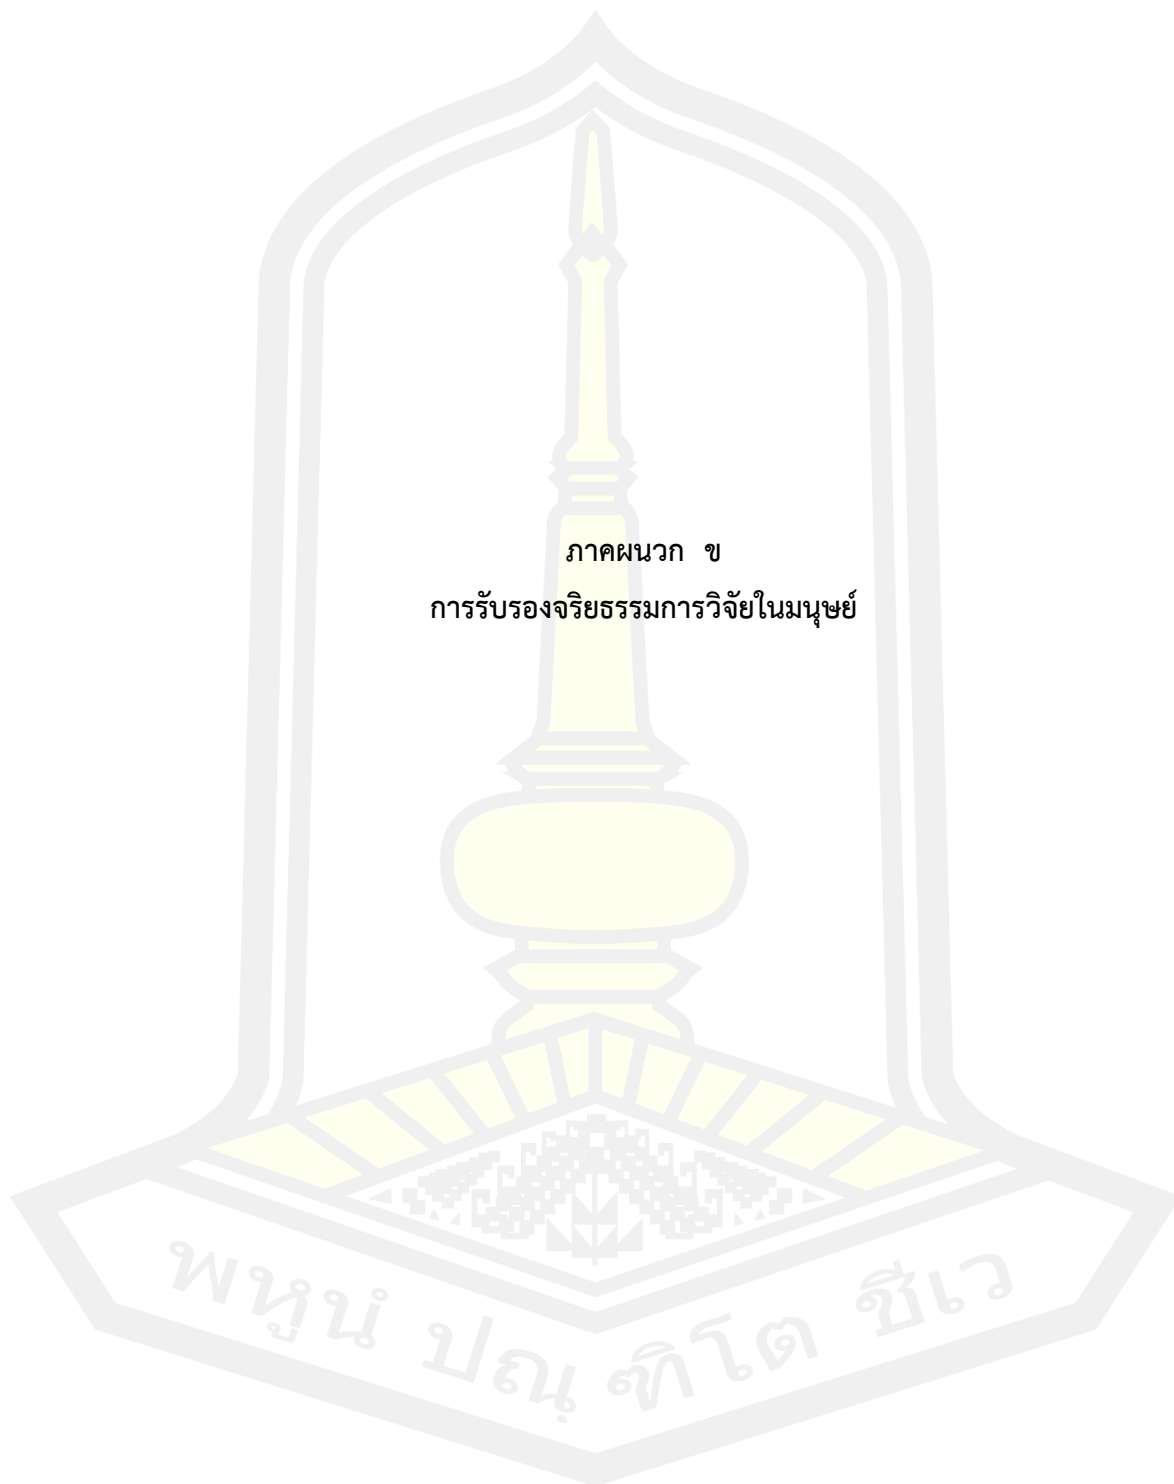 ภาคผนวก ข
การรับรองจริยธรรมการวิจัยในมนุษย์
พหูนํ ปณฺฑิโต ชีเว